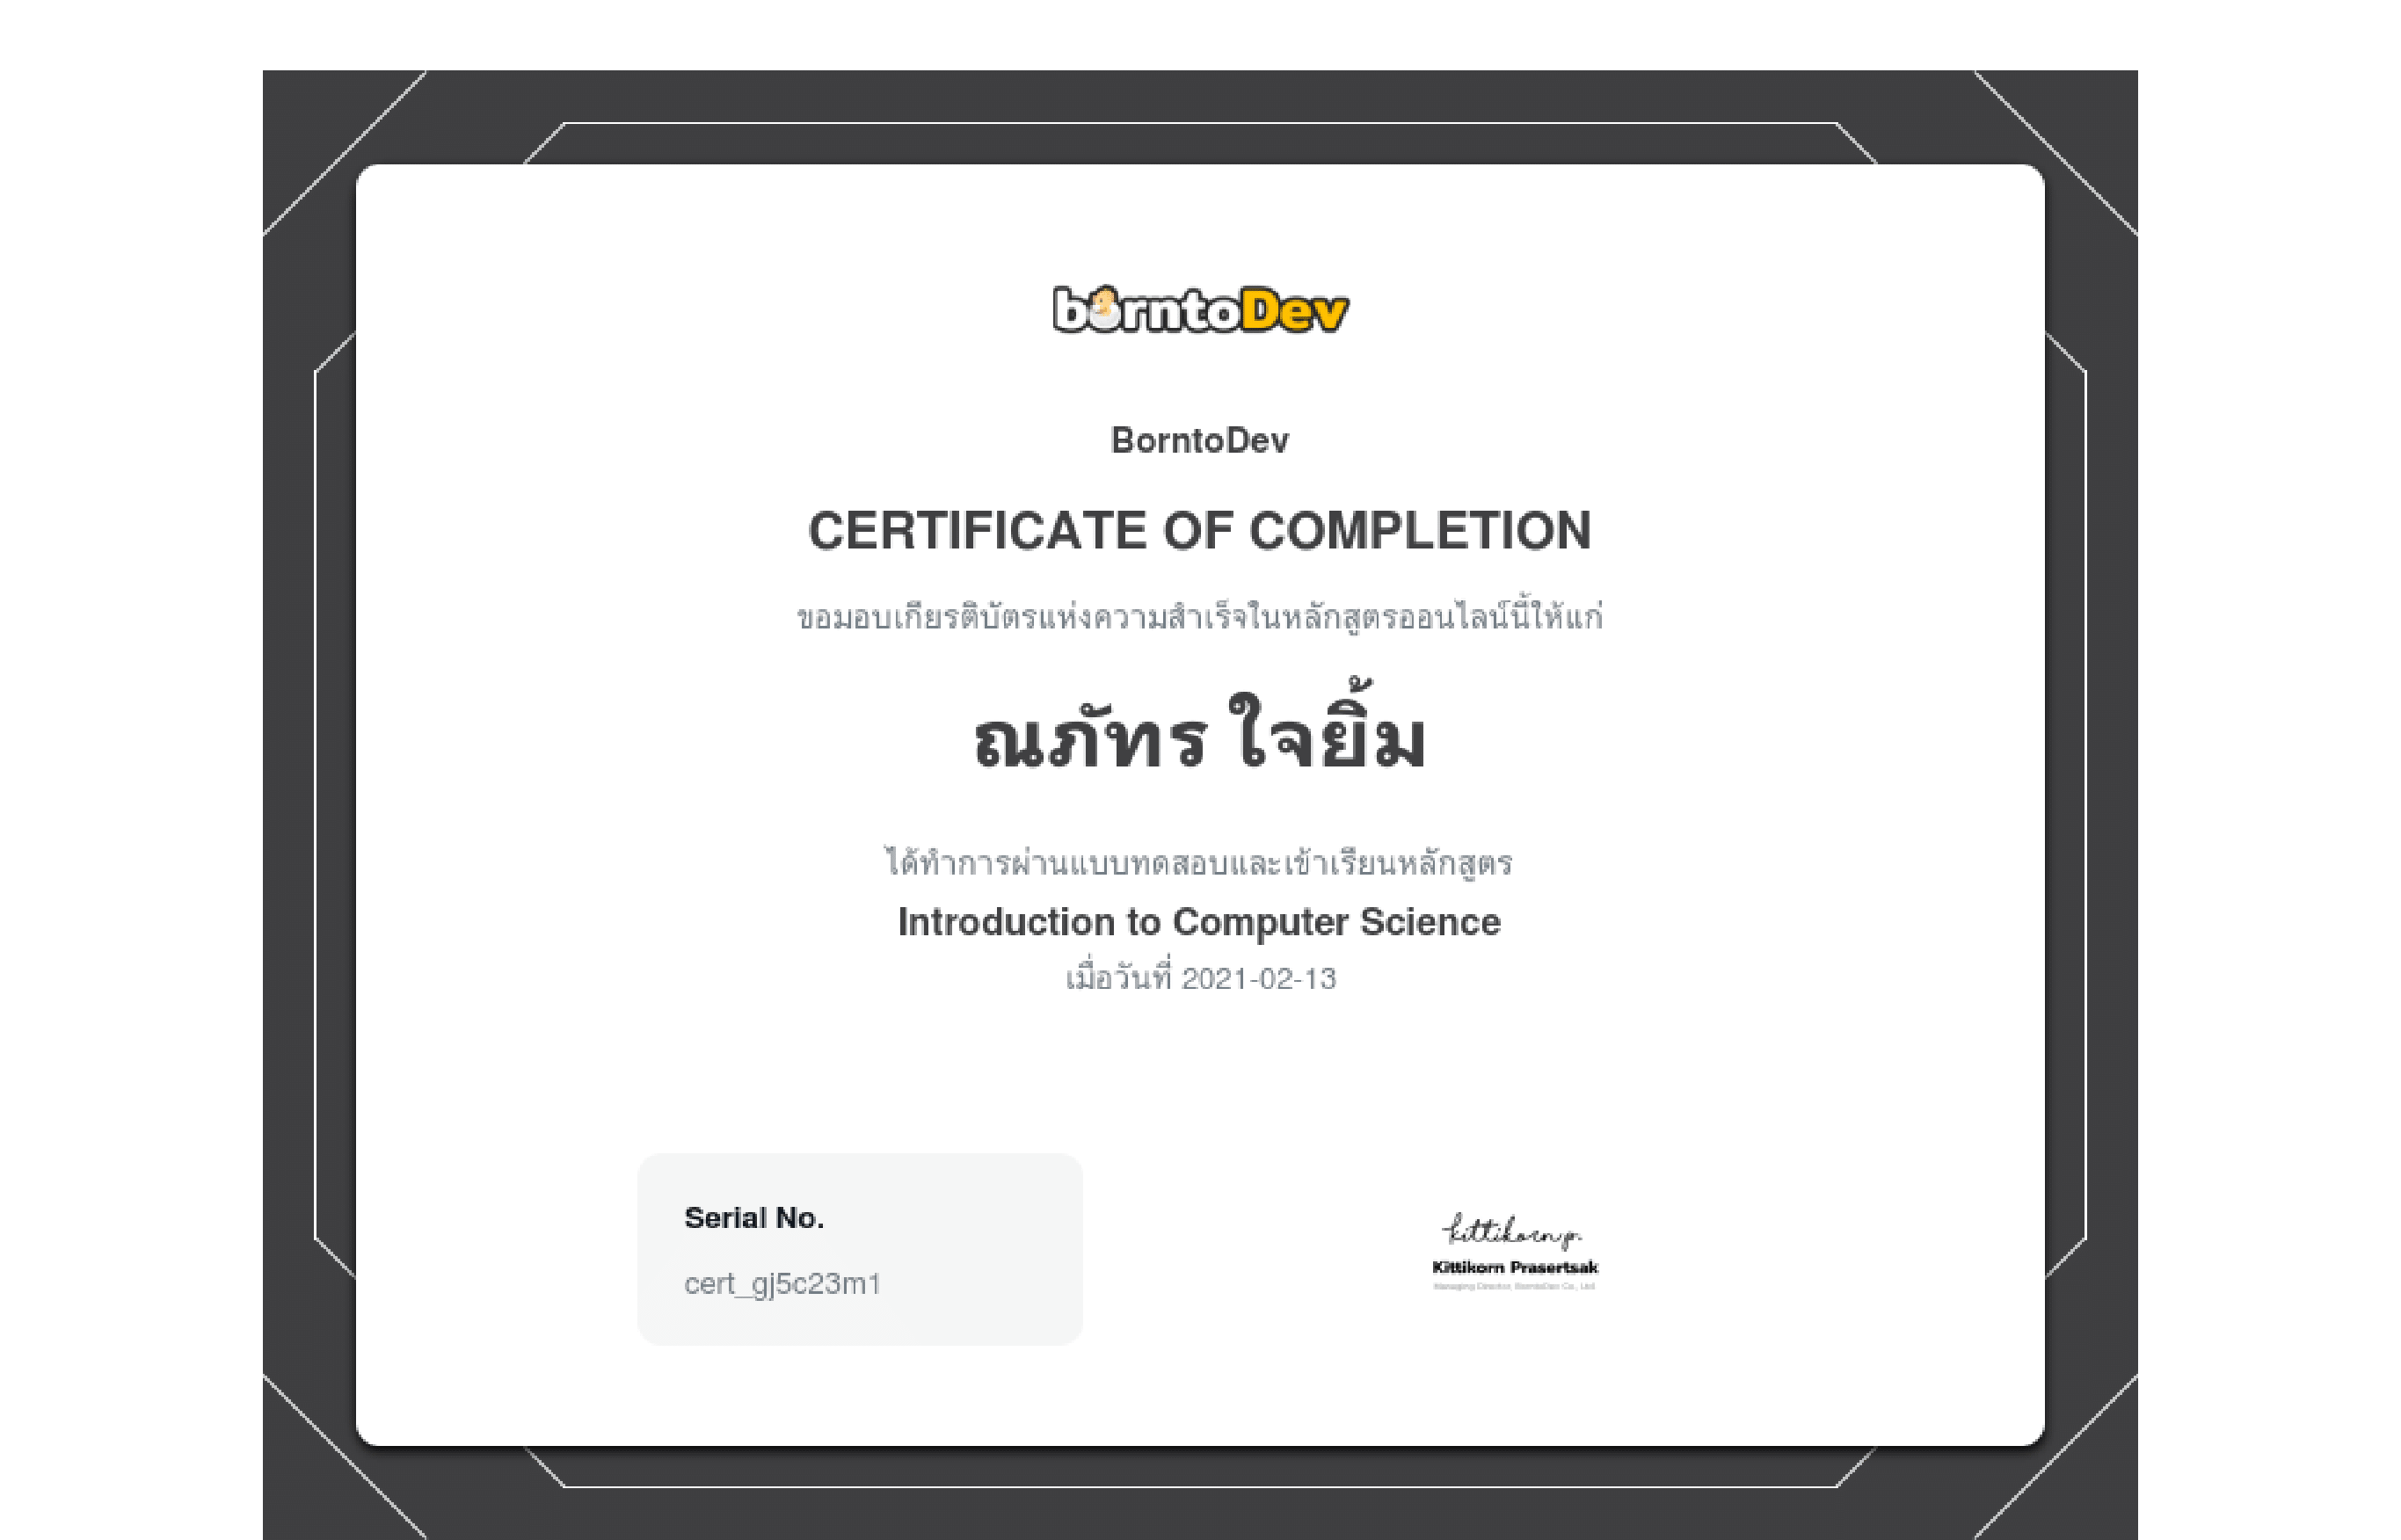 borntoDev
BorntoDev
CERTIFICATE OF COMPLETION
ขอมอบเกียรติบัตรแห่งความสำเร็จในหลักสูตรออนไลน์นี้ให้แก่
ณภัทร ใจยิ้ม
ได้ทำการผ่านแบบทดสอบและเข้าเรียนหลักสูตร
Introduction to Computer Science
เมื่อวันที่ 2021-02-13
Serial No.
cert_gj5c23m1
kittikorn p.
Kittikorn Prasertsak
Managing Director, BorntoDev Co., Ltd